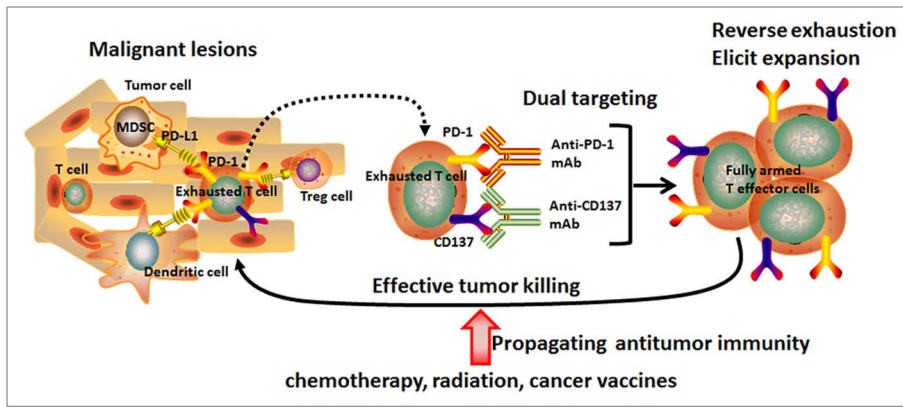 Malignant lesions
Tumor cell
MDSC
PD-L1
T cell
PD-1
Exhausted T cell
Treg cell
Dendritic cell
Dual targeting
PD-1
Exhausted T cell
CD137
Anti-PD-1
mAb
Anti-CD137
mAb
Reverse exhaustion
Elicit expansion
Fully armed
T effector cells
Effective tumor killing
Propagating antitumor immunity
chemotherapy, radiation, cancer vaccines